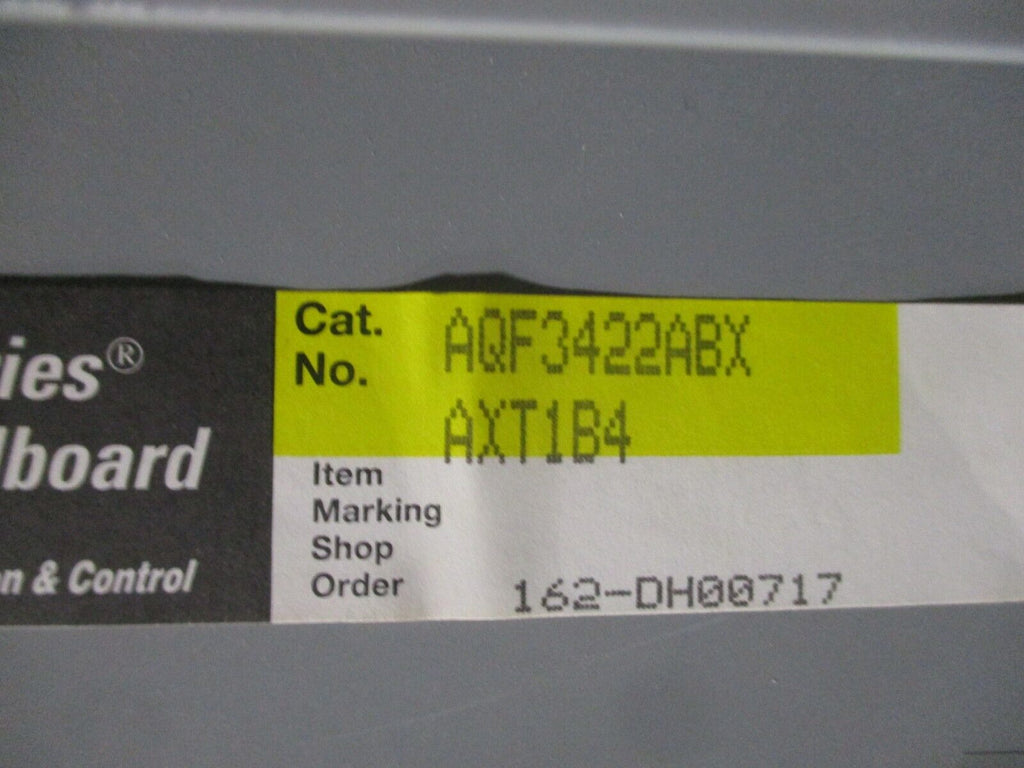 ies®
lboard
n & Control
Cat.
No.
AQF3422ABX
AXT1B4
Item
Marking
Shop
Order
162-DH00717